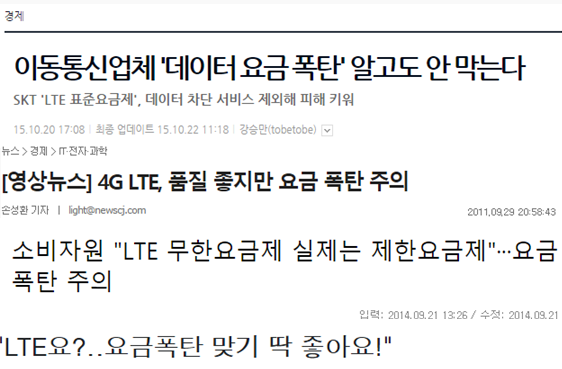 경제
이동통신업체 '데이터 요금 폭탄' 알고도 안 막는다
SKT 'LTE 표준요금제', 데이터 차단 서비스 제외해 피해 키워
15.10.20 17:08 | 최종 업데이트 15.10.22 11:18 | 강승만(tobetobe)
뉴스 > 경제 > IT·전자·과학
[영상뉴스] 4G LTE, 품질 좋지만 요금 폭탄 주의
손성환 기자 | light@newscj.com
2011.09.29 20:58:43
소비자원 "LTE 무한요금제 실제는 제한요금제"…요금
폭탄 주의
입력: 2014.09.21 13:26 / 수정: 2014.09.21
"LTE요?..요금폭탄 맞기 딱 좋아요!"